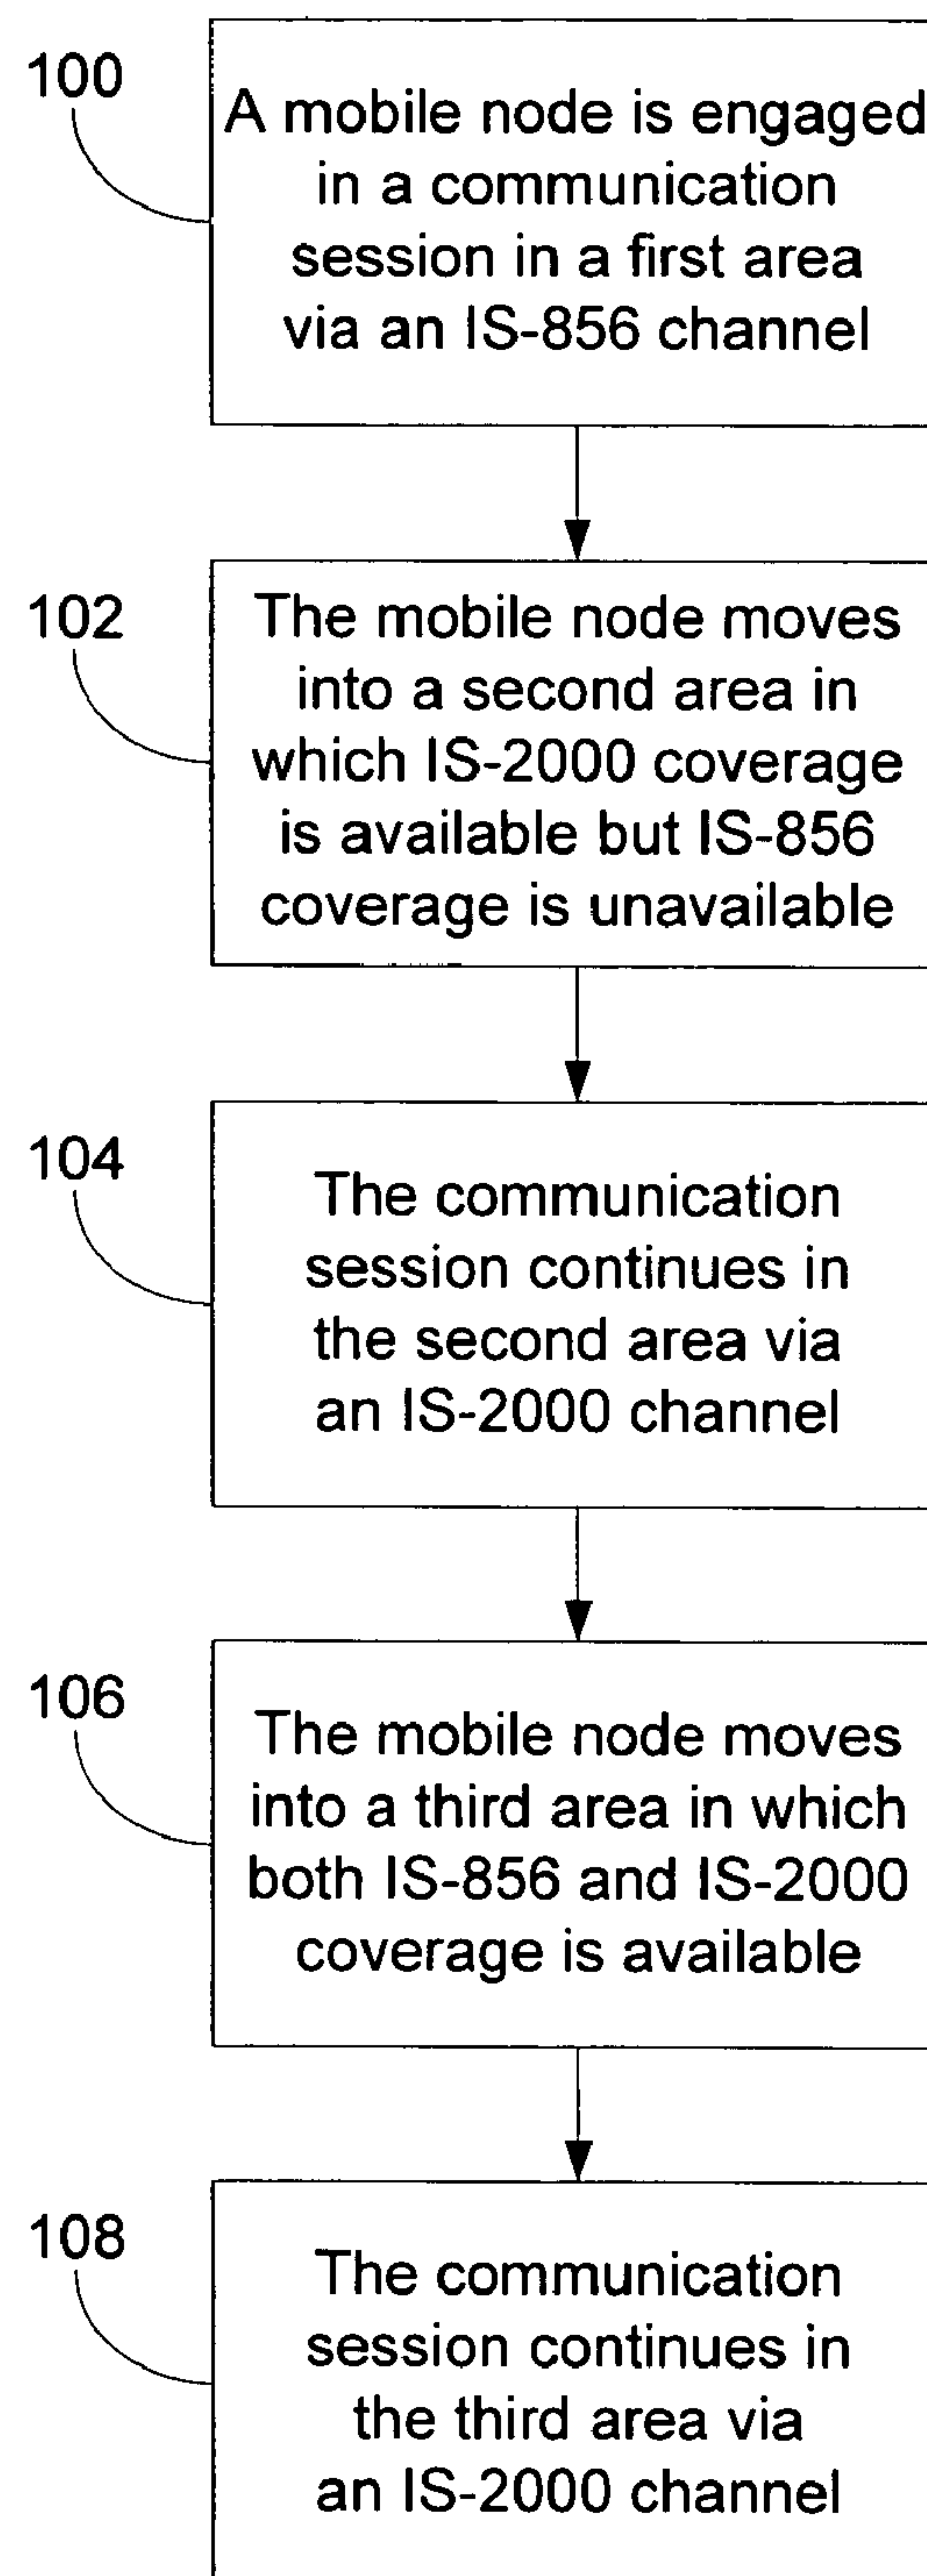 100
A mobile node is engaged
in a communication
session in a first area
via an IS-856 channel
102
The mobile node moves
into a second area in
which IS-2000 coverage
is available but IS-856
coverage is unavailable
104
The communication
session continues in
the second area via
an IS-2000 channel
106
The mobile node moves
into a third area in which
both IS-856 and IS-2000
coverage is available
108
The communication
session continues in
the third area via
an IS-2000 channel